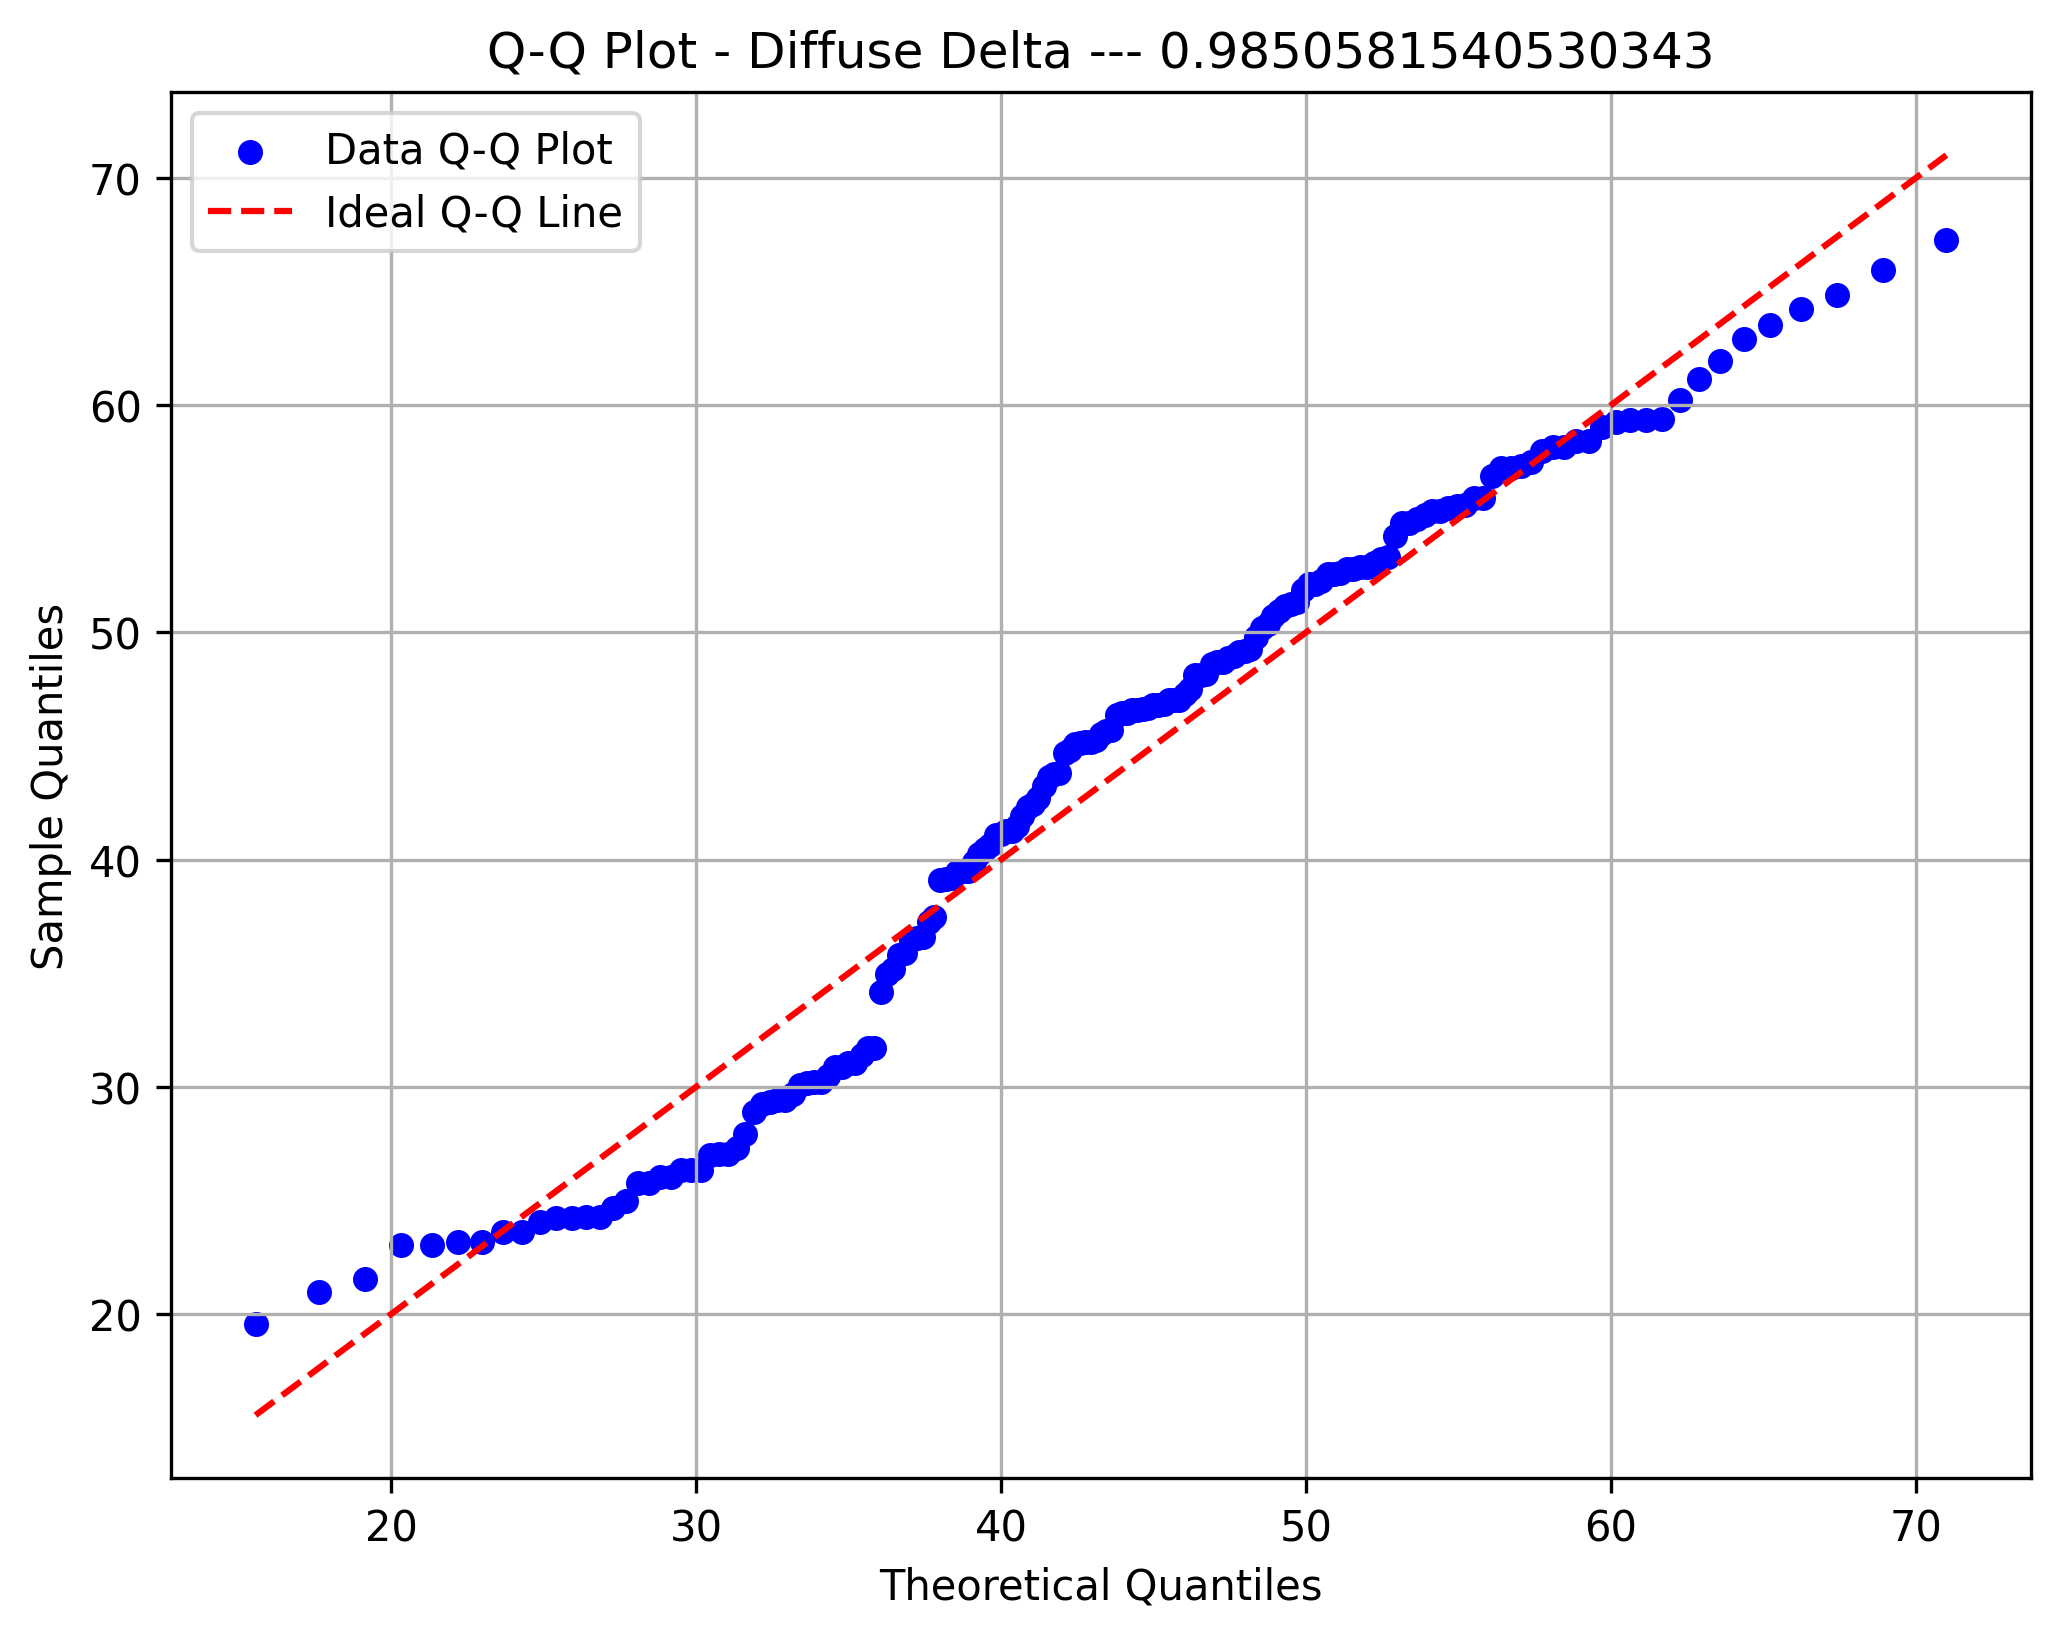 Q-Q Plot - Diffuse Delta --- 0.9850581540530343
Data Q-Q Plot
Ideal Q-Q Line
70
60
50
40
30
20
Sample Quantiles
20 30 40 50 60 70
Theoretical Quantiles